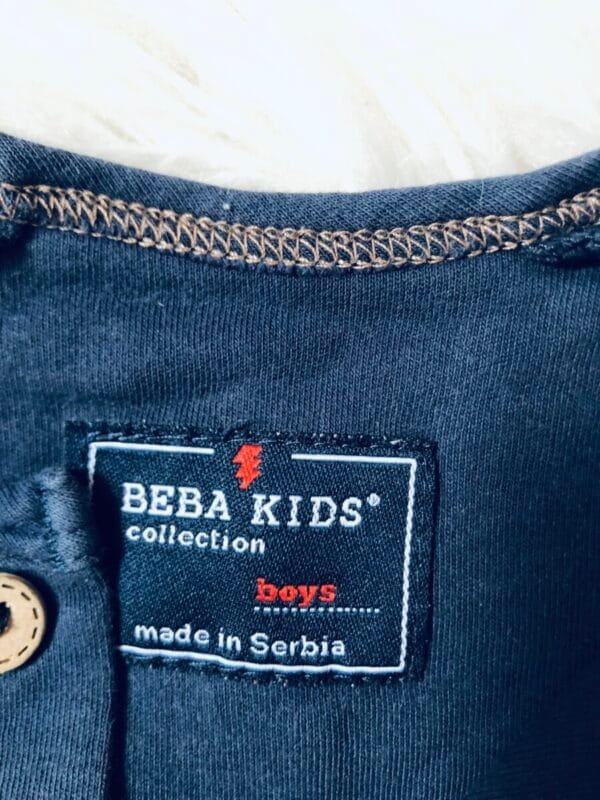 BEBA KIDS®
collection
boys
made in Serbia